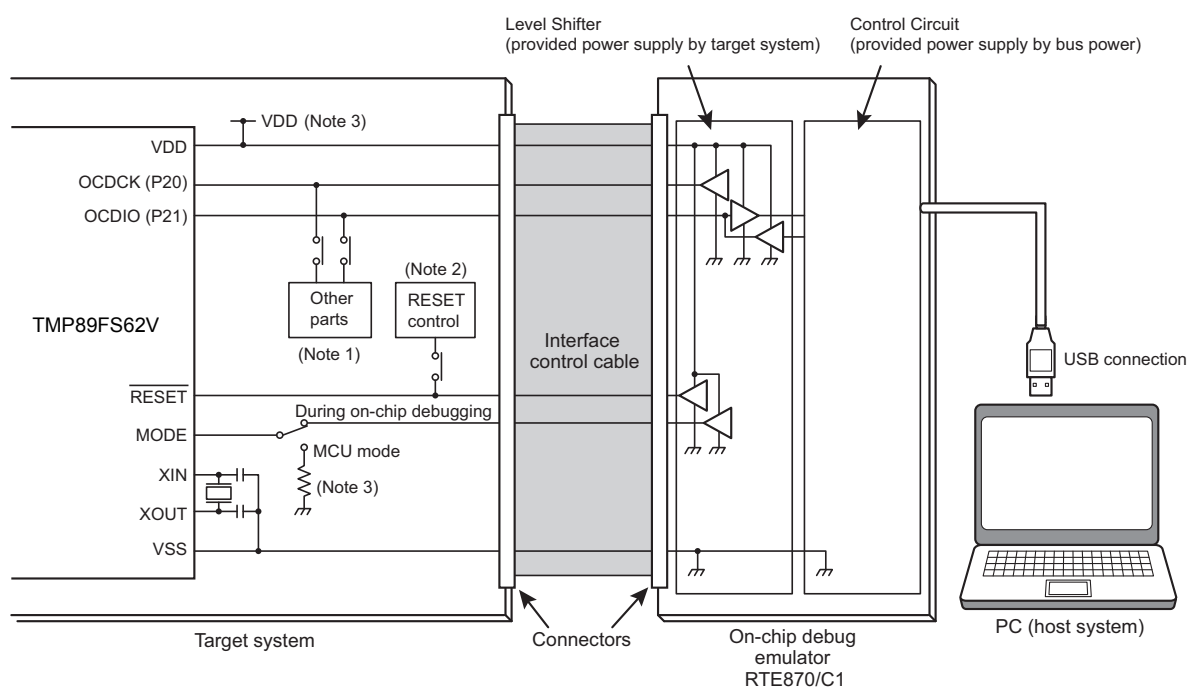 Level Shifter
(provided power supply by target system)
Control Circuit
(provided power supply by bus power)
VDD (Note 3)
VDD
OCDCK (P20)
OCDIO (P21)
(Note 2)
Other
parts
RESET
control
TMP89FS62V
(Note 1)
Interface
control cable
USB connection
RESET
During on-chip debugging
MODE
MCU mode
XIN
(Note 3)
XOUT
VSS
Target system
Connectors
On-chip debug
emulator
RTE870/C1
PC (host system)